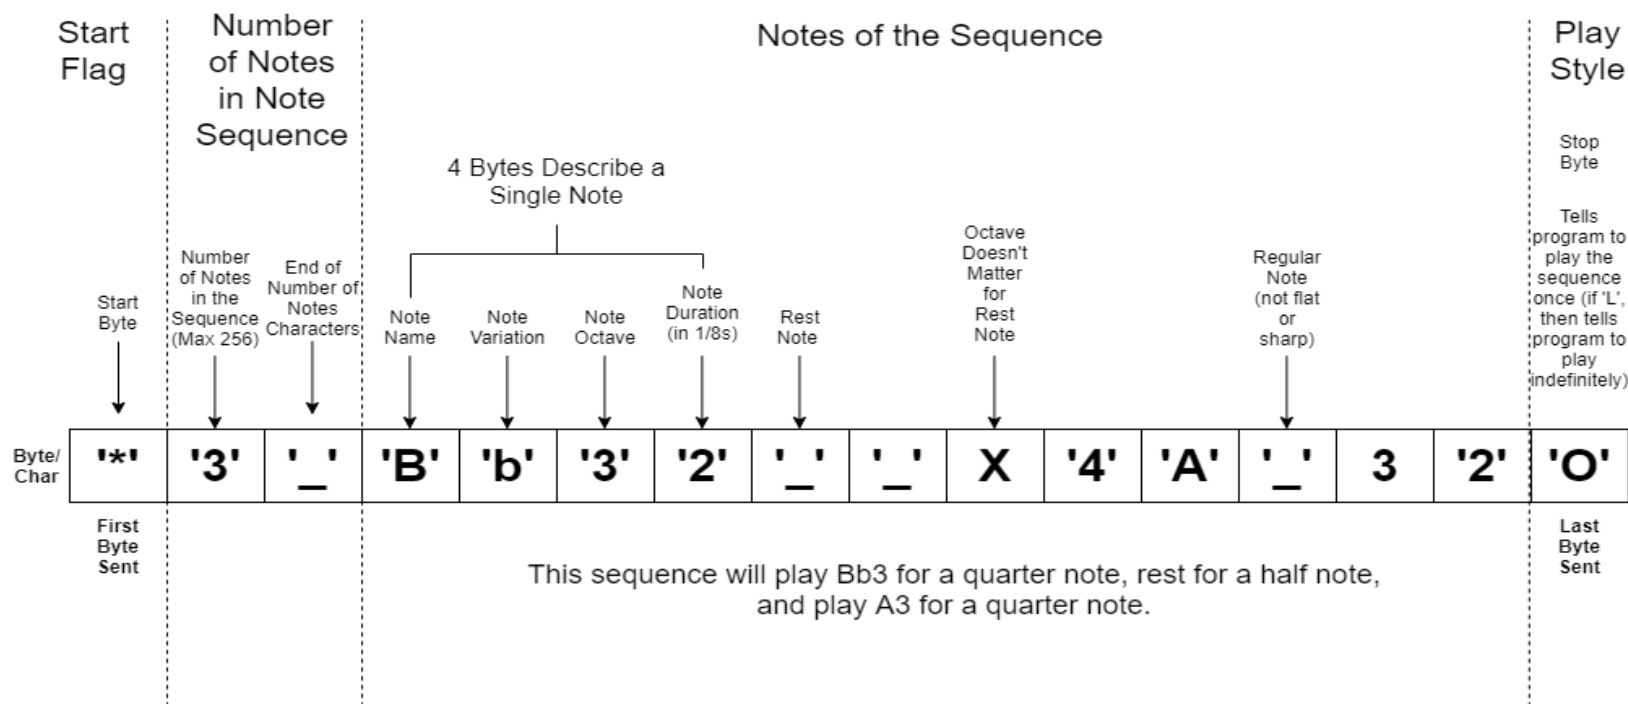 Start
Flag
Number
of Notes
in Note
Sequence
Notes of the Sequence
Play
Style
Stop
Byte
4 Bytes Describe a
Single Note
Tells
program to
play the
sequence
once (if 'L',
then tells
program to
play
indefinitely)
Start
Byte
Number
of Notes
in the
Sequence
(Max 256)
End of
Number of
Notes
Characters
Note
Name
Note
Variation
Note
Octave
Note
Duration
(in 1/8s)
Rest
Note
Octave
Doesn't
Matter
for
Rest
Note
Regular
Note
(not flat
or
sharp)
Byte/
Char
'*' '3' '_' 'B' 'b' '3' '2' '_' '_' X '4' 'A' '_' 3 '2' 'O'
First
Byte
Sent
This sequence will play Bb3 for a quarter note, rest for a half note,
and play A3 for a quarter note.
Last
Byte
Sent